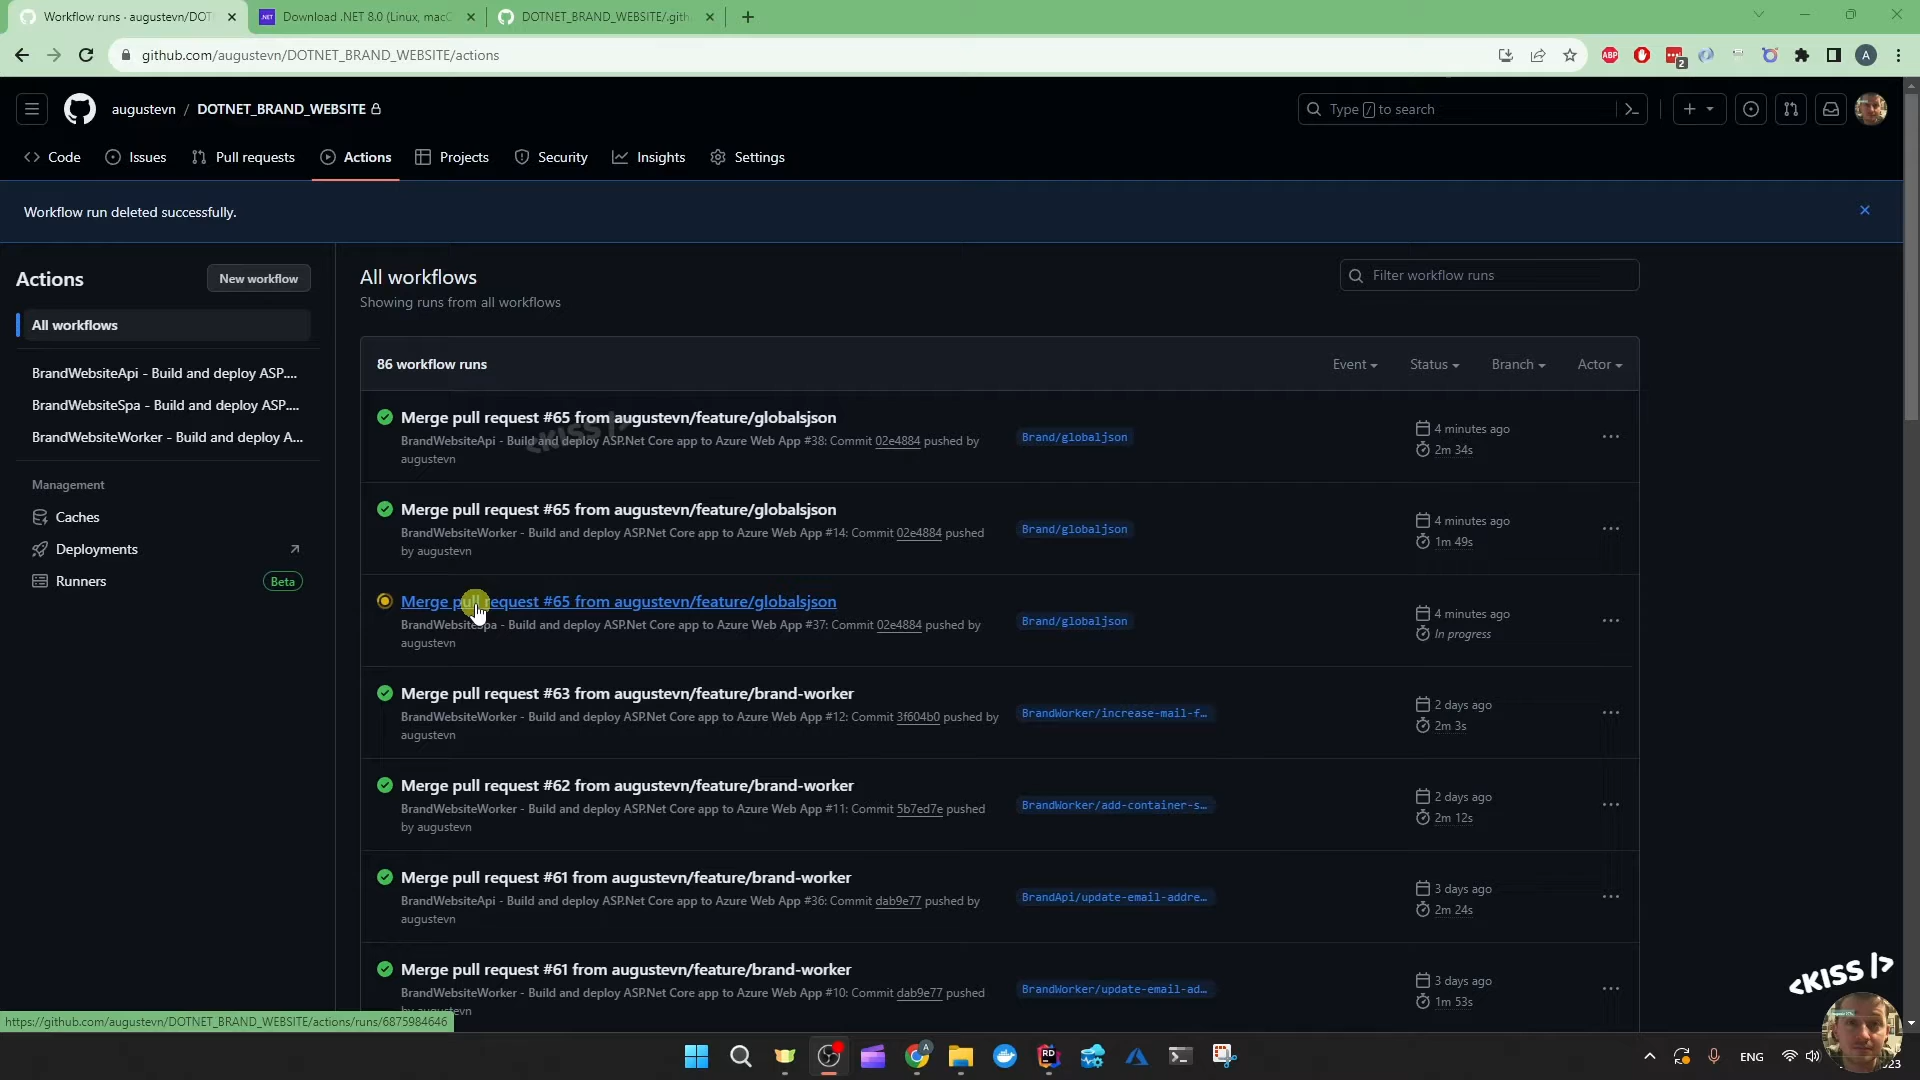 Workflow runs · augustevn/DOT
Download .NET 8.0 (Linux, macO
DOTNET_BRAND_WEBSITE/.gith
github.com/augustevn/DOTNET_BRAND_WEBSITE/actions
ABP
2
A
augustevn / DOTNET_BRAND_WEBSITE
Type / to search
Code
Issues
Pull requests
Actions
Projects
Security
Insights
Settings
Workflow run deleted successfully.
Actions
New workflow
All workflows
BrandWebsiteApi - Build and deploy ASP....
BrandWebsiteSpa - Build and deploy ASP....
BrandWebsiteWorker - Build and deploy A...
Management
Caches
Deployments
Runners
Beta
All workflows
Showing runs from all workflows
Filter workflow runs
86 workflow runs
Event
Status
Branch
Actor
Merge pull request #65 from augustevn/feature/globalsjson
BrandWebsiteApi - Build and deploy ASP.Net Core app to Azure Web App #38: Commit 02e4884 pushed by
augustevn
Brand/globaljson
4 minutes ago
2m 34s
Merge pull request #65 from augustevn/feature/globalsjson
BrandWebsiteWorker - Build and deploy ASP.Net Core app to Azure Web App #14: Commit 02e4884 pushed
by augustevn
Brand/globaljson
4 minutes ago
1m 49s
Merge pull request #65 from augustevn/feature/globalsjson
BrandWebsiteSpa - Build and deploy ASP.Net Core app to Azure Web App #37: Commit 02e4884 pushed by
augustevn
Brand/globaljson
4 minutes ago
In progress
Merge pull request #63 from augustevn/feature/brand-worker
BrandWebsiteWorker - Build and deploy ASP.Net Core app to Azure Web App #12: Commit 3f604b0 pushed by
augustevn
BrandWorker/increase-mail-f…
2 days ago
2m 3s
Merge pull request #62 from augustevn/feature/brand-worker
BrandWebsiteWorker - Build and deploy ASP.Net Core app to Azure Web App #11: Commit 5b7ed7e pushed
by augustevn
BrandWorker/add-container-s…
2 days ago
2m 12s
Merge pull request #61 from augustevn/feature/brand-worker
BrandWebsiteApi - Build and deploy ASP.Net Core app to Azure Web App #36: Commit dab9e77 pushed by
augustevn
BrandApi/update-email-addre…
3 days ago
2m 24s
Merge pull request #61 from augustevn/feature/brand-worker
BrandWebsiteWorker - Build and deploy ASP.Net Core app to Azure Web App #10: Commit dab9e77 pushed
by augustevn
BrandWorker/update-email-ad…
3 days ago
1m 53s
<KISS />
<KISS />
https://github.com/augustevn/DOTNET_BRAND_WEBSITE/actions/runs/6875984646
A
RD
ENG